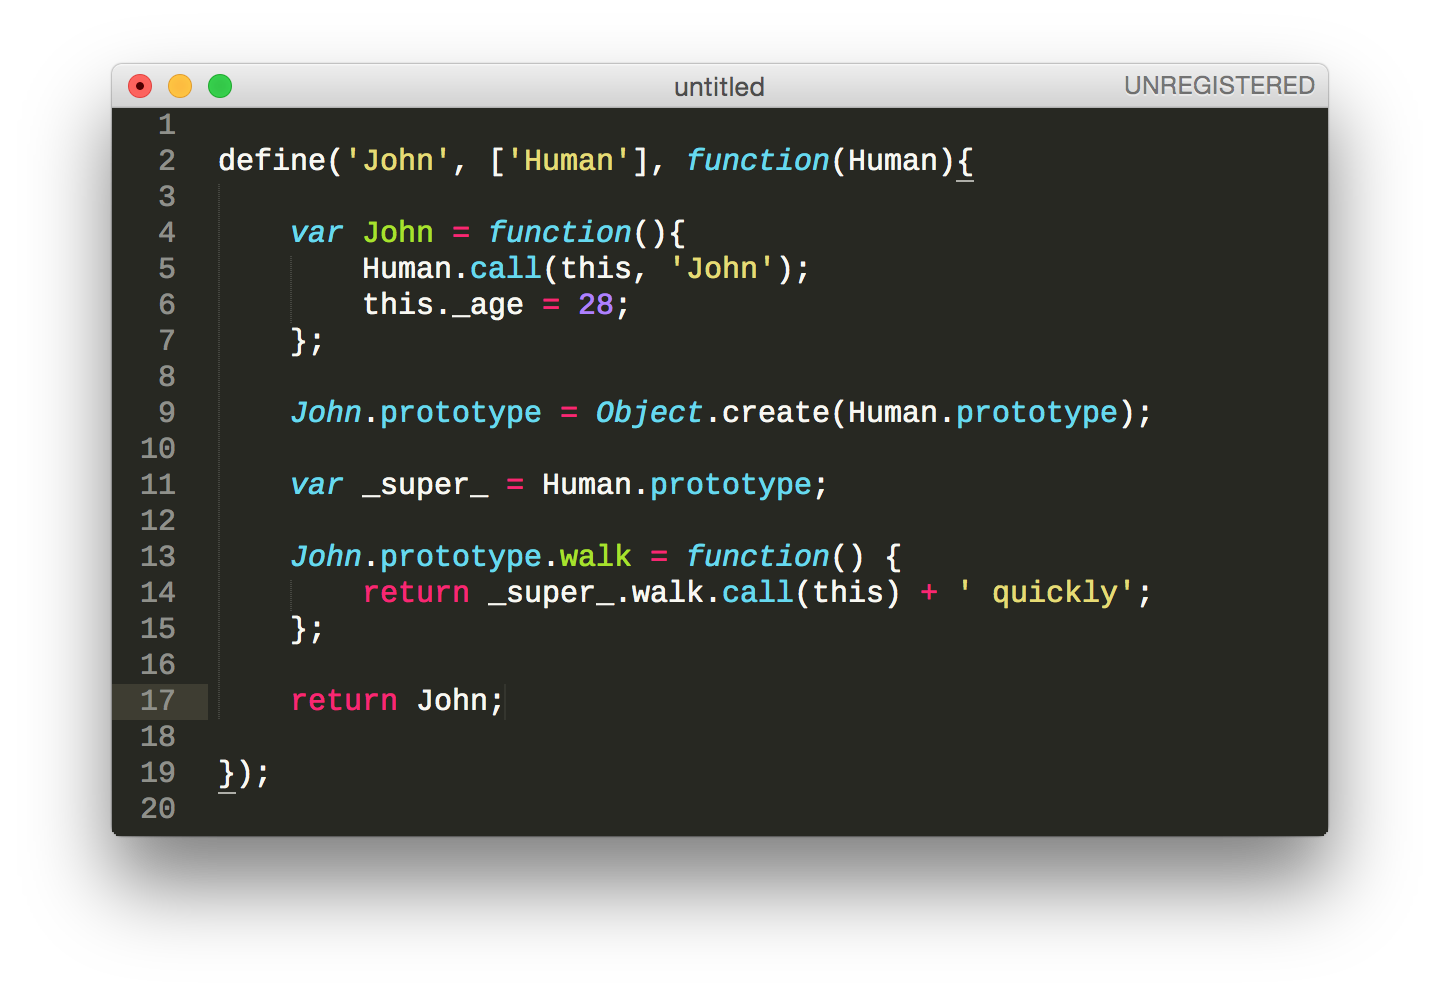 untitled UNREGISTERED
1
2 define('John', ['Human'], function(Human){
3
4     var John = function(){
5         Human.call(this, 'John');
6         this._age = 28;
7     };
8
9     John.prototype = Object.create(Human.prototype);
10
11     var _super_ = Human.prototype;
12
13     John.prototype.walk = function() {
14         return _super_.walk.call(this) + ' quickly';
15     };
16
17     return John;
18
19 });
20